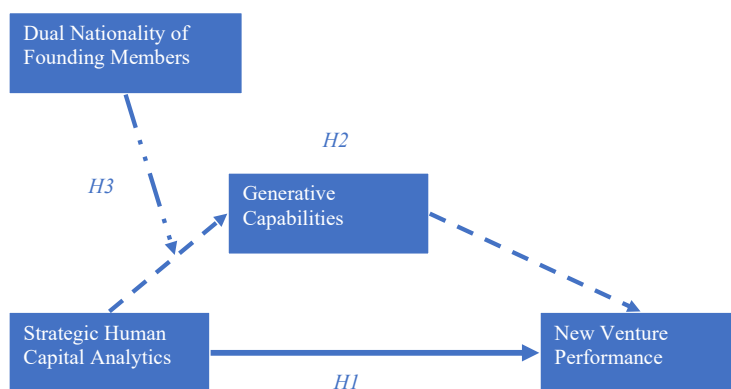 Dual Nationality of
Founding Members
H2
H3
Generative
Capabilities
Strategic Human
Capital Analytics
New Venture
Performance
H1